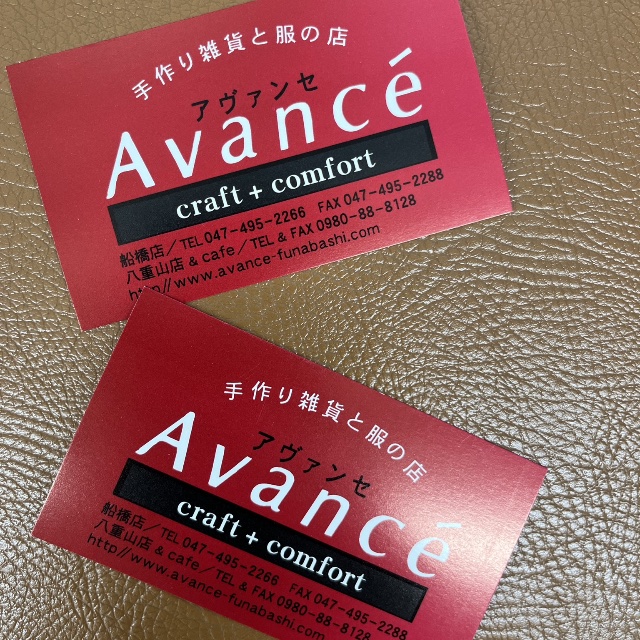 手作り雑貨と服の店
アヴァンセ
Avancé
craft + comfort
船橋店／TEL 047-495-2266 FAX 047-495-2288
八重山店 & cafe／TEL & FAX 0980-88-8128
http//www.avance-funabashi.com
手作り雑貨と服の店
アヴァンセ
Avancé
craft + comfort
船橋店／TEL 047-495-2266 FAX 047-495-2288
八重山店 & cafe／TEL & FAX 0980-88-8128
http//www.avance-funabashi.com